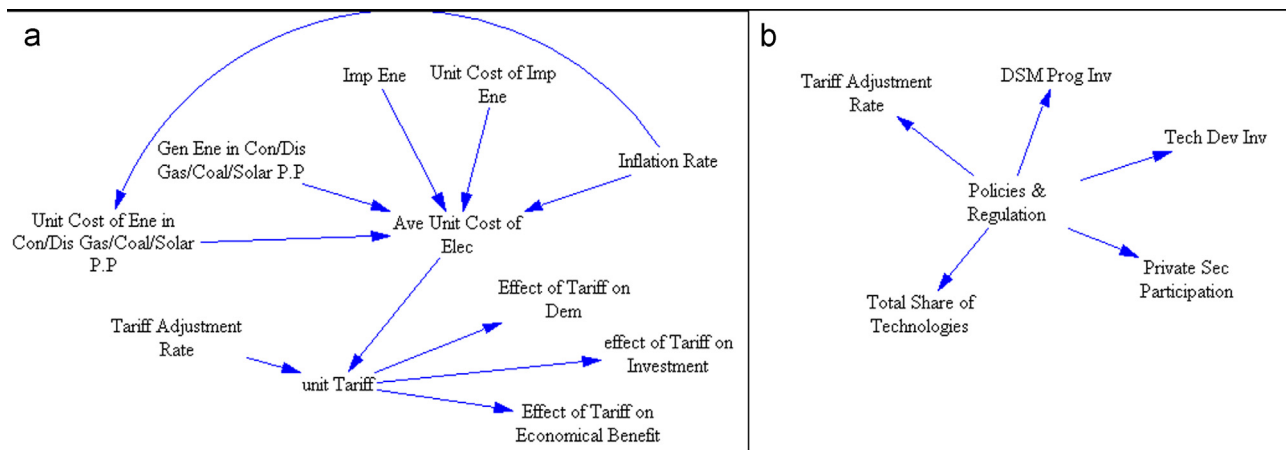 a
Imp Ene
Unit Cost of Imp
Ene
Gen Ene in Con/Dis
Gas/Coal/Solar P.P
Inflation Rate
Unit Cost of Ene in
Con/Dis Gas/Coal/Solar
P.P
Ave Unit Cost of
Elec
Effect of Tariff on
Dem
Tariff Adjustment
Rate
effect of Tariff on
Investment
unit Tariff
Effect of Tariff on
Economical Benefit
b
Tariff Adjustment
Rate
DSM Prog Inv
Tech Dev Inv
Policies &
Regulation
Private Sec
Participation
Total Share of
Technologies